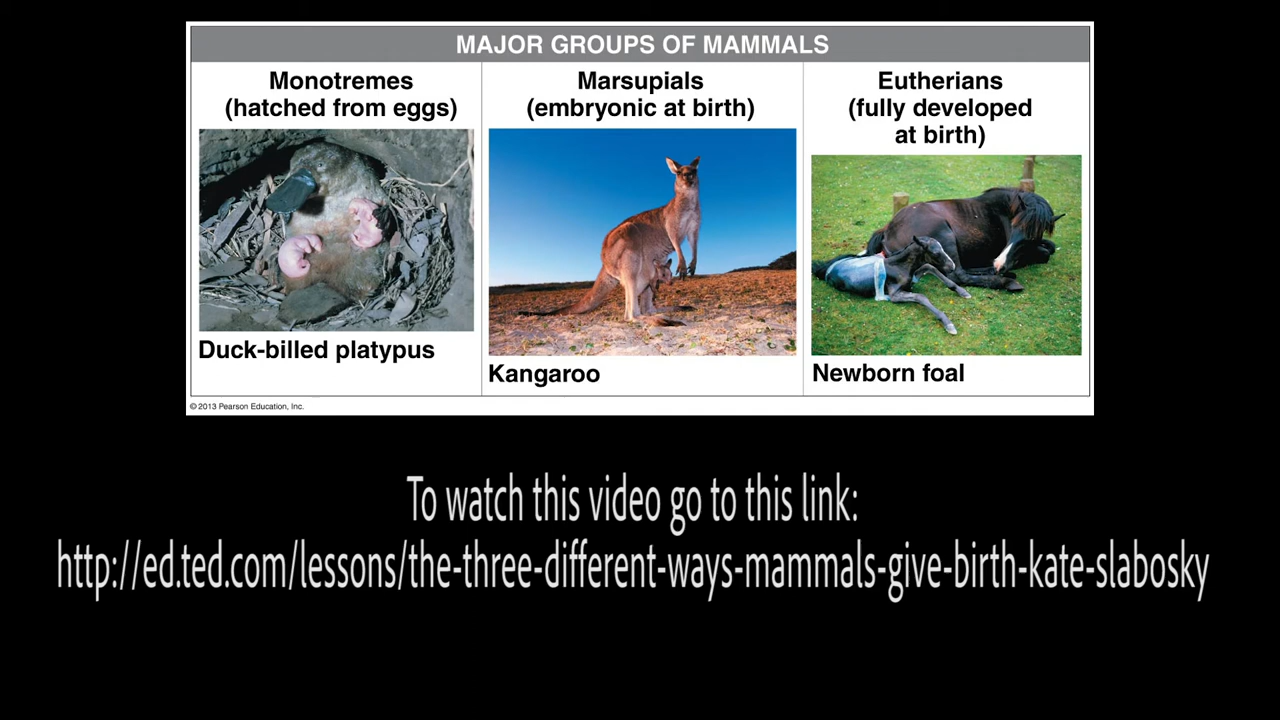 MAJOR GROUPS OF MAMMALS
Monotremes
(hatched from eggs)
Marsupials
(embryonic at birth)
Eutherians
(fully developed
at birth)
Duck-billed platypus
Kangaroo
Newborn foal
© 2013 Pearson Education, Inc.
To watch this video go to this link:
http://ed.ted.com/lessons/the-three-different-ways-mammals-give-birth-kate-slabosky